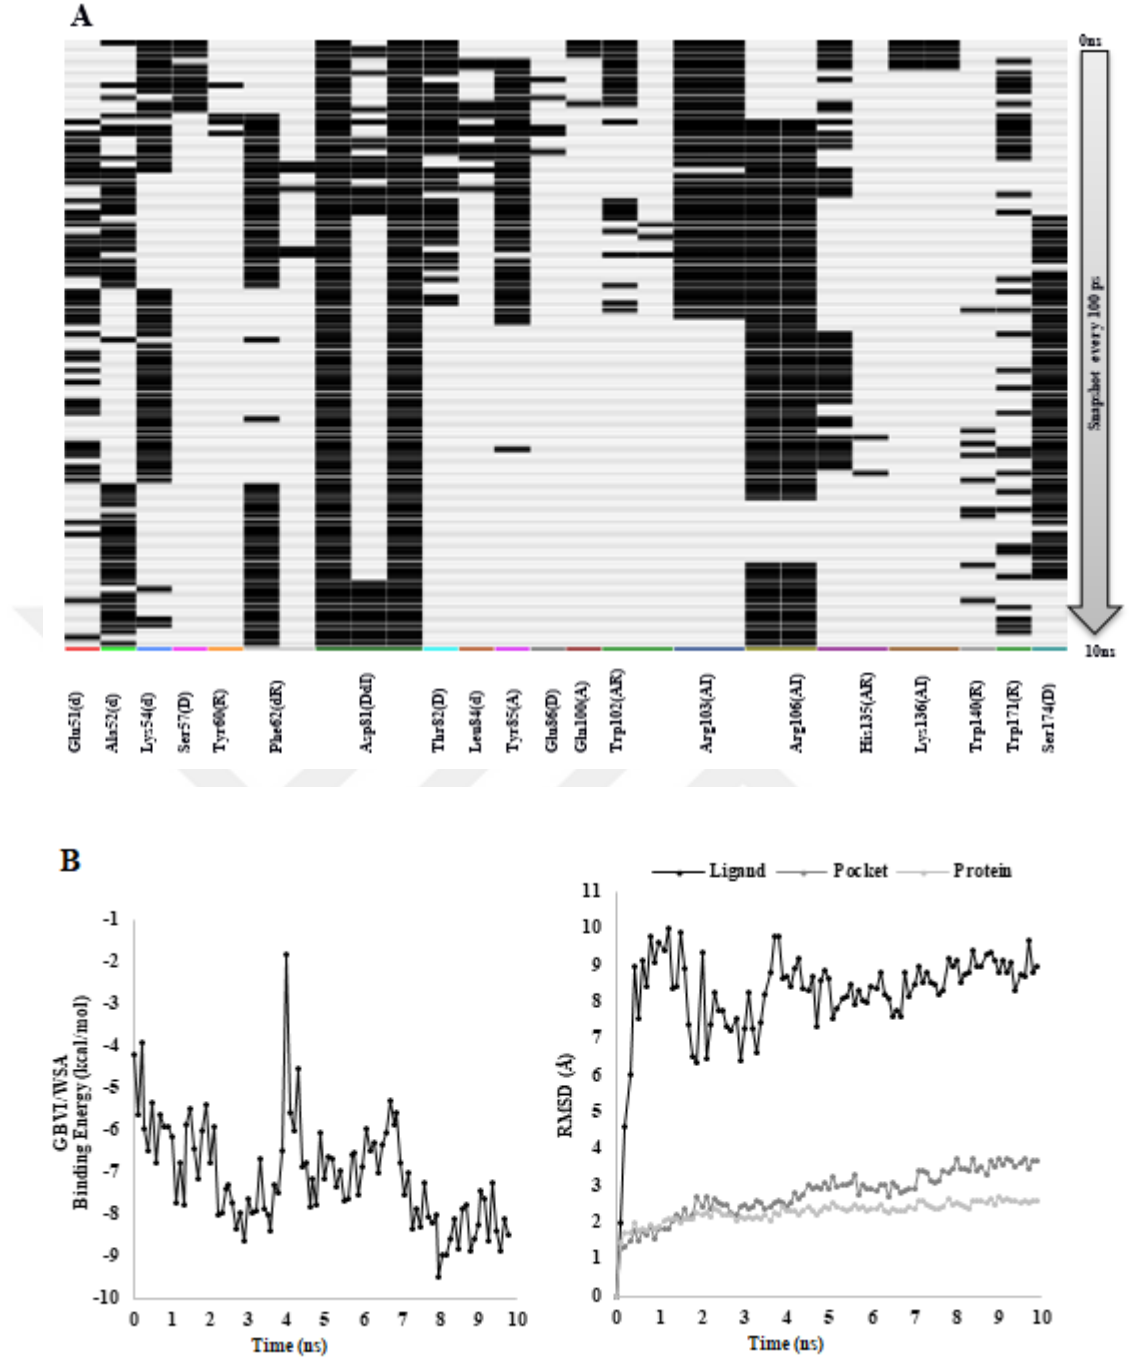 A
0ns
Snapshot every 100 ps
10ns
Glu51(d)
Ala52(d)
Lys54(d)
Ser57(D)
Tyr60(R)
Phe62(dR)
Asp81(DdI)
Thr82(D)
Leu84(d)
Tyr85(A)
Glu86(D)
Gln100(A)
Trp102(AR)
Arg103(AI)
Arg106(AI)
His135(AR)
Lys136(AI)
Trp140(R)
Trp171(R)
Ser174(D)
B
GBVI/WSA
Binding Energy (kcal/mol)
-1
-2
-3
-4
-5
-6
-7
-8
-9
-10
0 1 2 3 4 5 6 7 8 9 10
Time (ns)
Ligand Pocket Protein
RMSD (Å)
11
10
9
8
7
6
5
4
3
2
1
0
0 1 2 3 4 5 6 7 8 9 10
Time (ns)